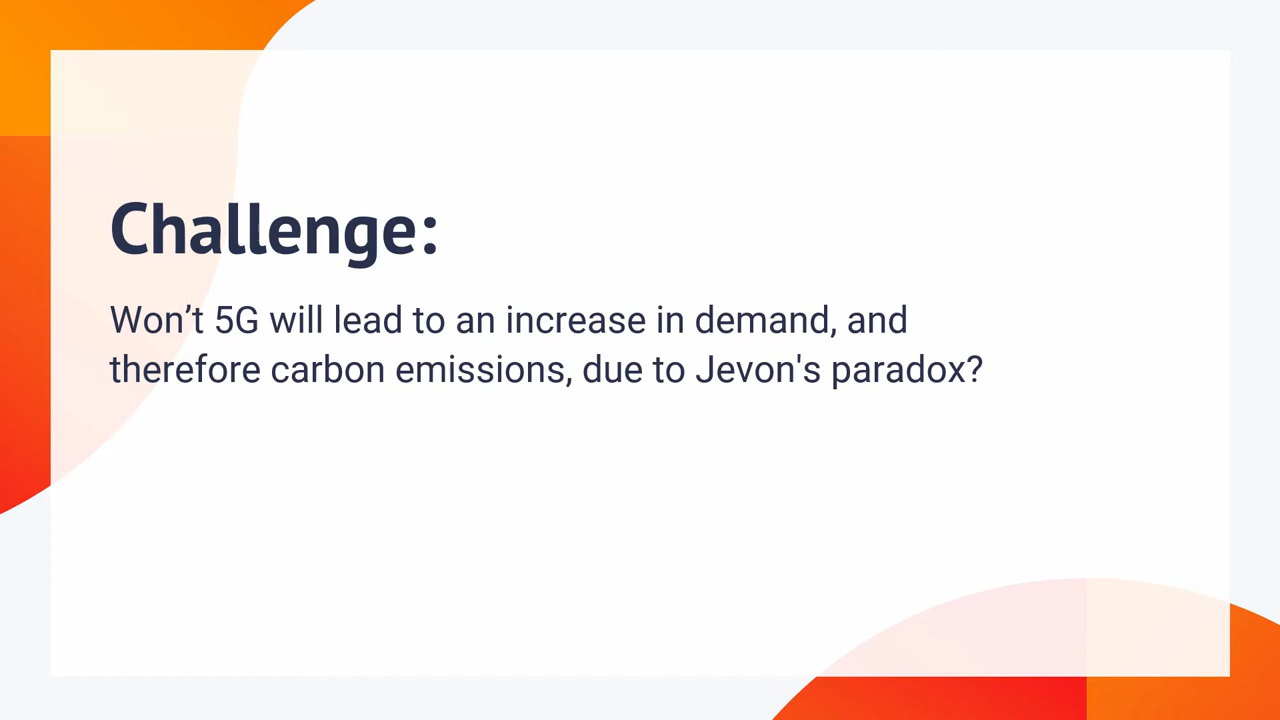 Challenge:
Won’t 5G will lead to an increase in demand, and
therefore carbon emissions, due to Jevon's paradox?